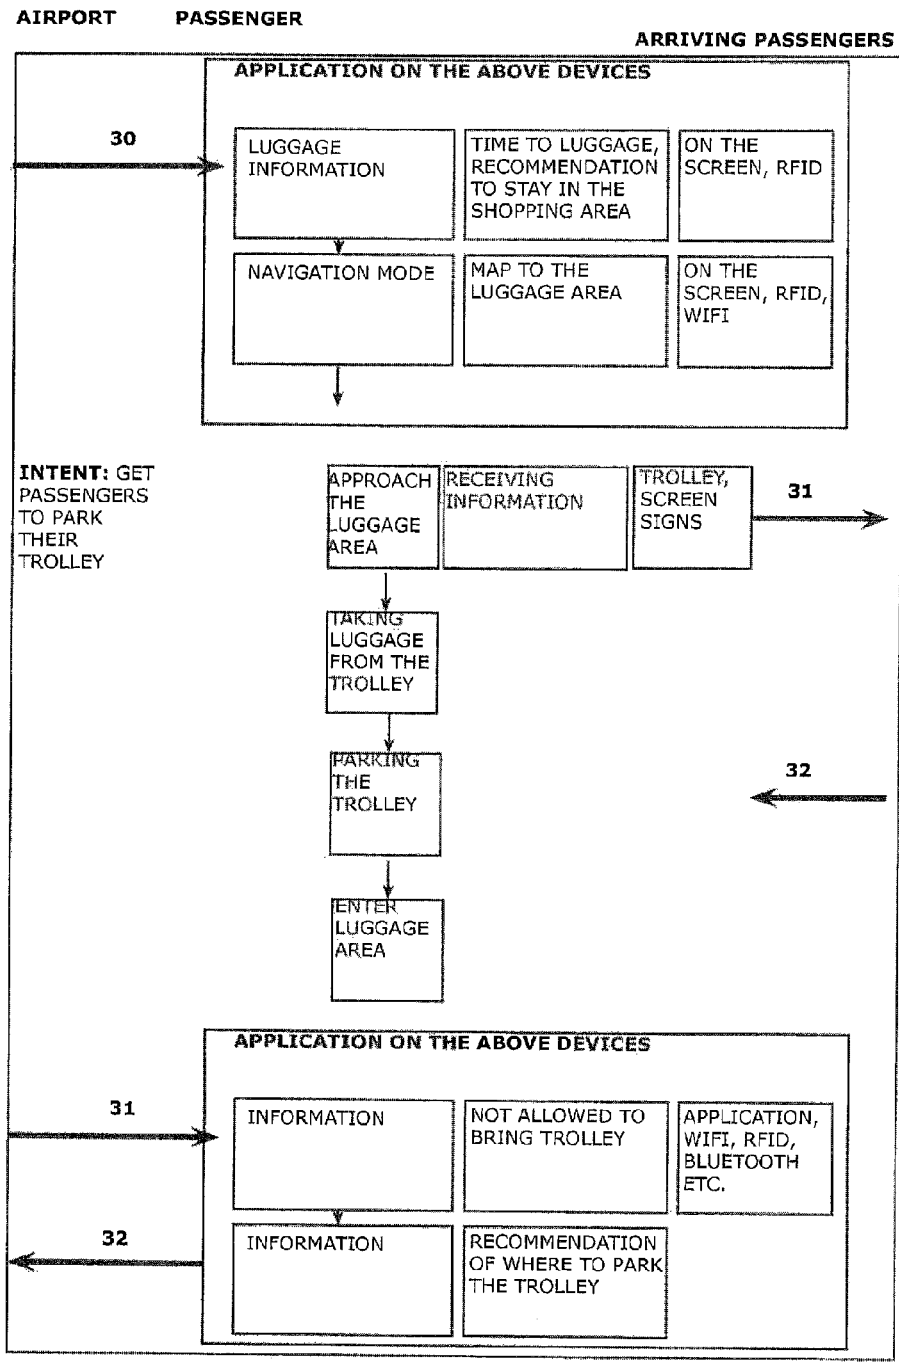 AIRPORT PASSENGER
ARRIVING PASSENGERS
APPLICATION ON THE ABOVE DEVICES
30
LUGGAGE
INFORMATION
TIME TO LUGGAGE,
RECOMMENDATION
TO STAY IN THE
SHOPPING AREA
ON THE
SCREEN, RFID
NAVIGATION MODE
MAP TO THE
LUGGAGE AREA
ON THE
SCREEN, RFID,
WIFI
INTENT: GET
PASSENGERS
TO PARK
THEIR
TROLLEY
APPROACH
THE
LUGGAGE
AREA
RECEIVING
INFORMATION
TROLLEY,
SCREEN
SIGNS
31
TAKING
LUGGAGE
FROM THE
TROLLEY
PARKING
THE
TROLLEY
32
ENTER
LUGGAGE
AREA
APPLICATION ON THE ABOVE DEVICES
31
INFORMATION
NOT ALLOWED TO
BRING TROLLEY
APPLICATION,
WIFI, RFID,
BLUETOOTH
ETC.
32
INFORMATION
RECOMMENDATION
OF WHERE TO PARK
THE TROLLEY